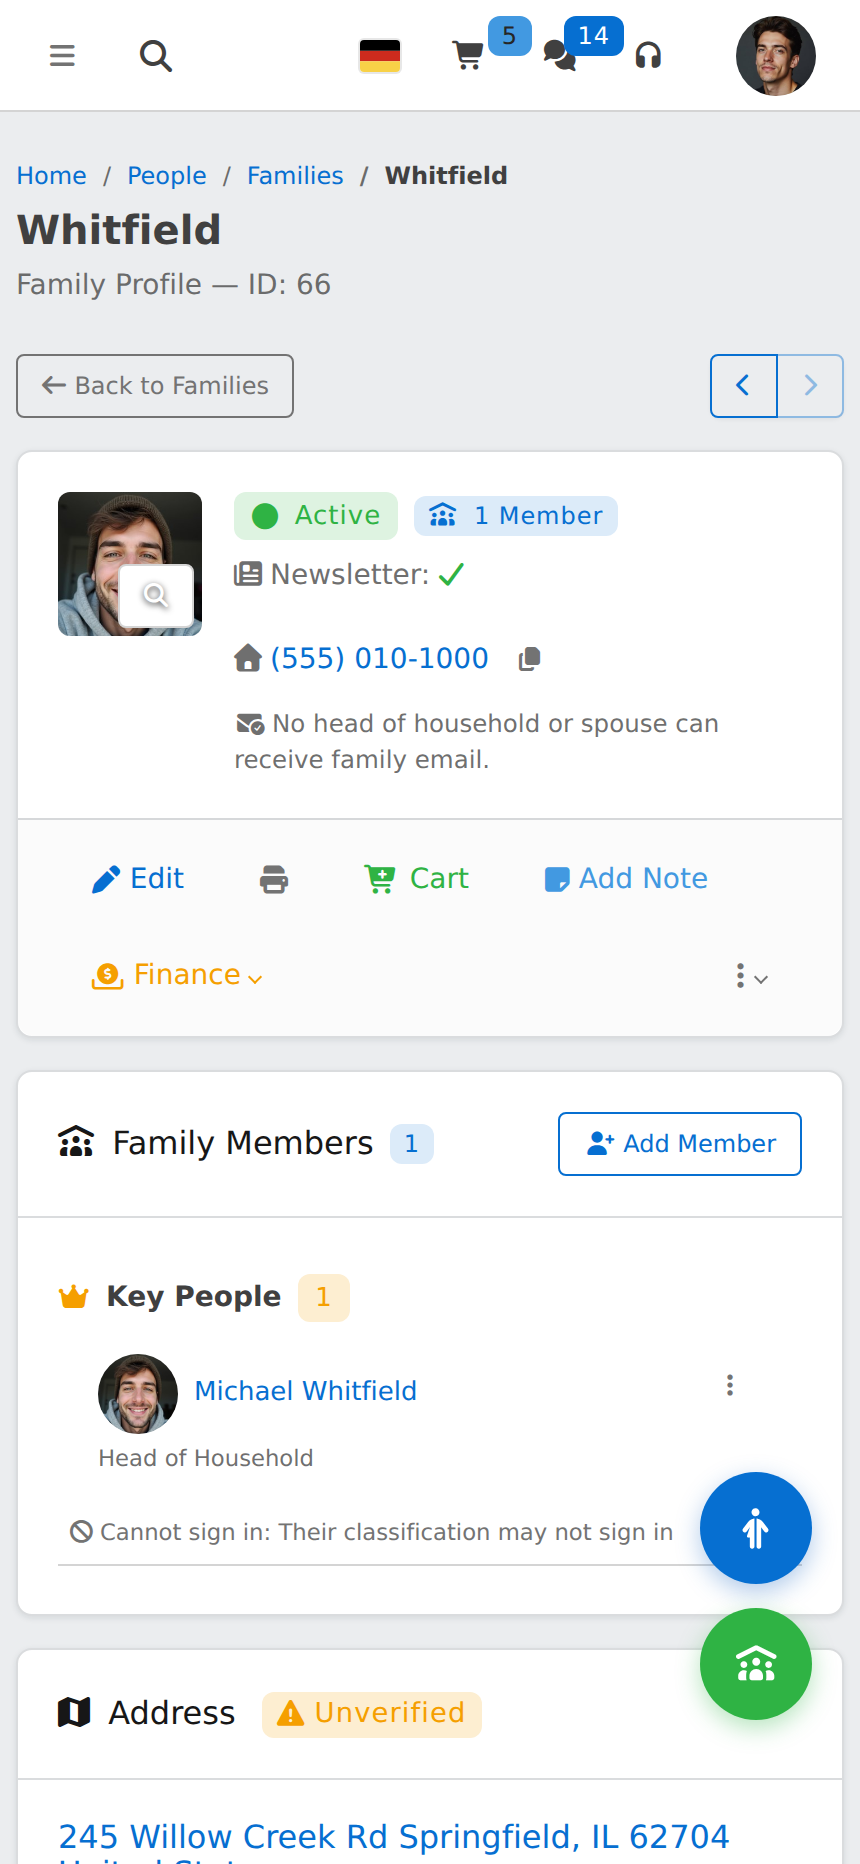 5
14
Home / People / Families / Whitfield
Whitfield
Family Profile — ID: 66
Back to Families
Active
1 Member
Newsletter:
(555) 010-1000
No head of household or spouse can
receive family email.
Edit
Cart
Add Note
Finance
Family Members 1
Add Member
Key People 1
Michael Whitfield
Head of Household
Cannot sign in: Their classification may not sign in
Address
Unverified
245 Willow Creek Rd Springfield, IL 62704